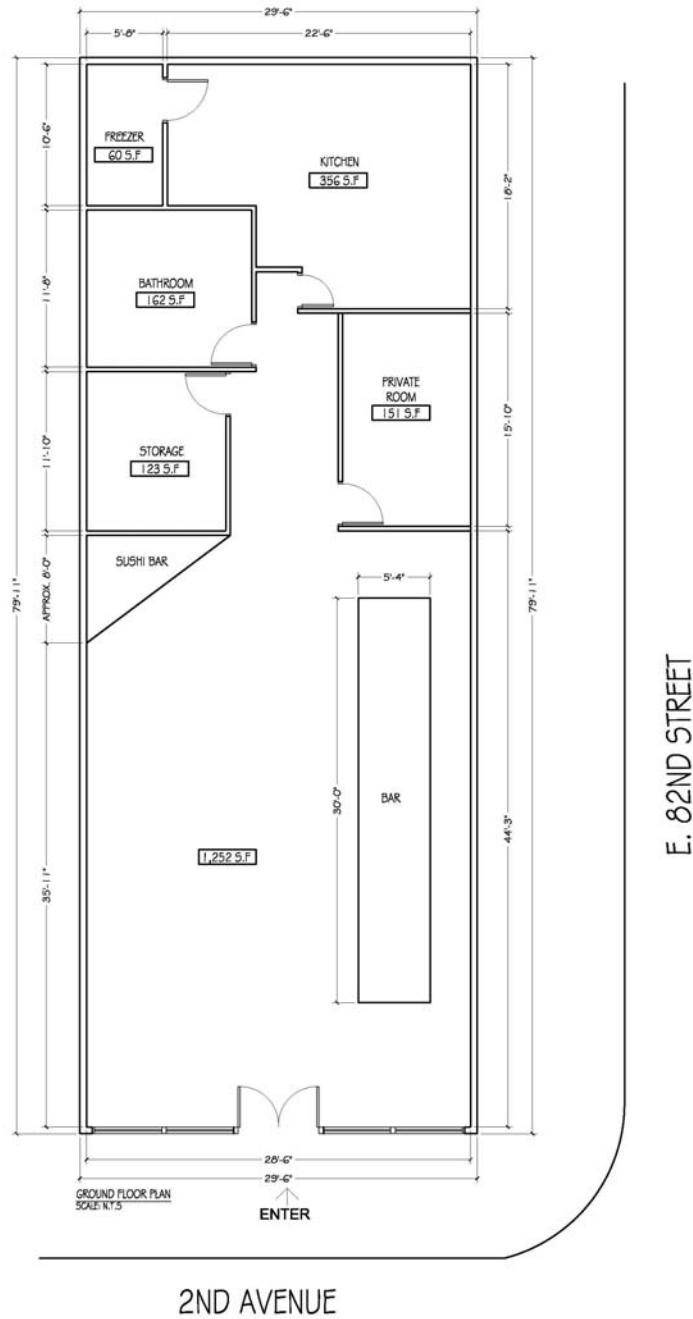 29'-6"
5'-8"
22'-6"
10'-6"
FREEZER
60 S.F
KITCHEN
356 S.F
18'-2"
11'-8"
BATHROOM
162 S.F
PRIVATE
ROOM
151 S.F
15'-10"
11'-10"
STORAGE
123 S.F
SUSHI BAR
APPROX. 8'-0"
79'-11"
79'-11"
5'-4"
30'-0"
BAR
44'-3"
1,252 S.F
35'-11"
E. 82ND STREET
28'-6"
29'-6"
GROUND FLOOR PLAN
SCALE: N.T.S
ENTER
2ND AVENUE